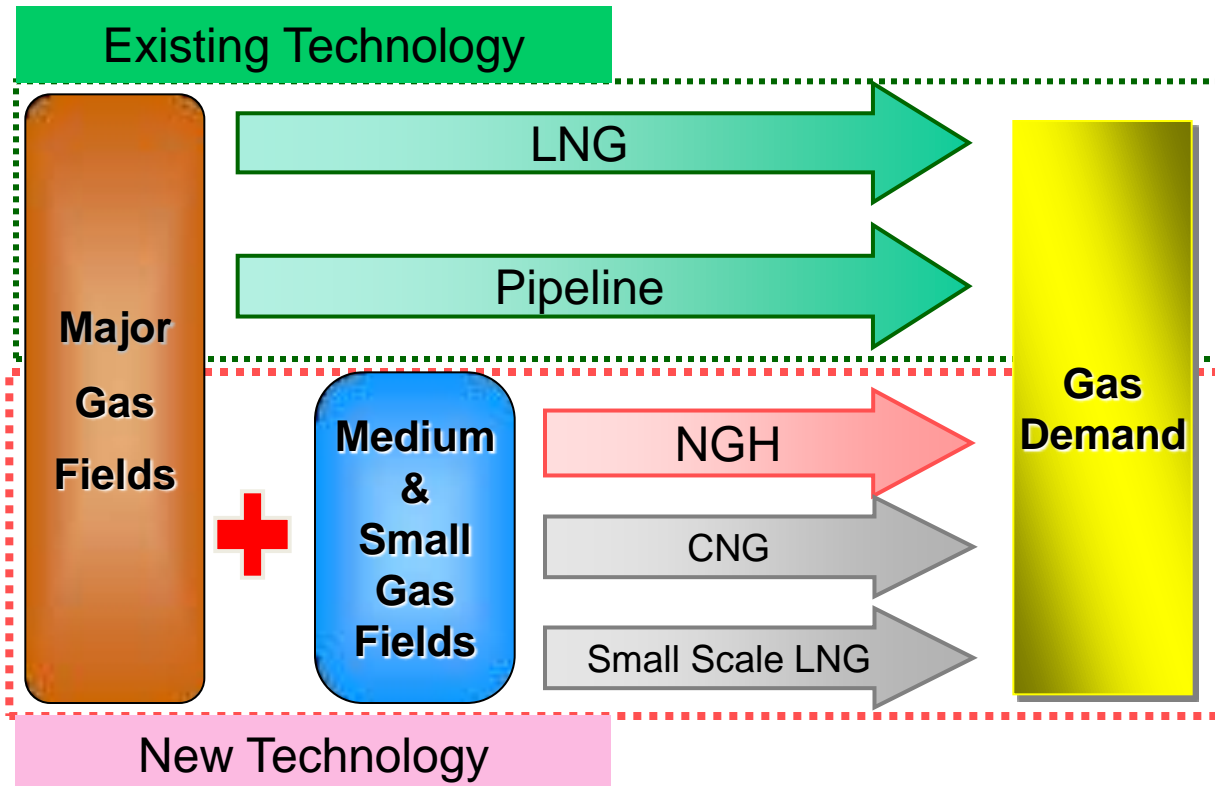 Existing Technology
LNG
Pipeline
Major
Gas
Fields
Medium
&
Small
Gas
Fields
NGH
CNG
Small Scale LNG
Gas
Demand
New Technology